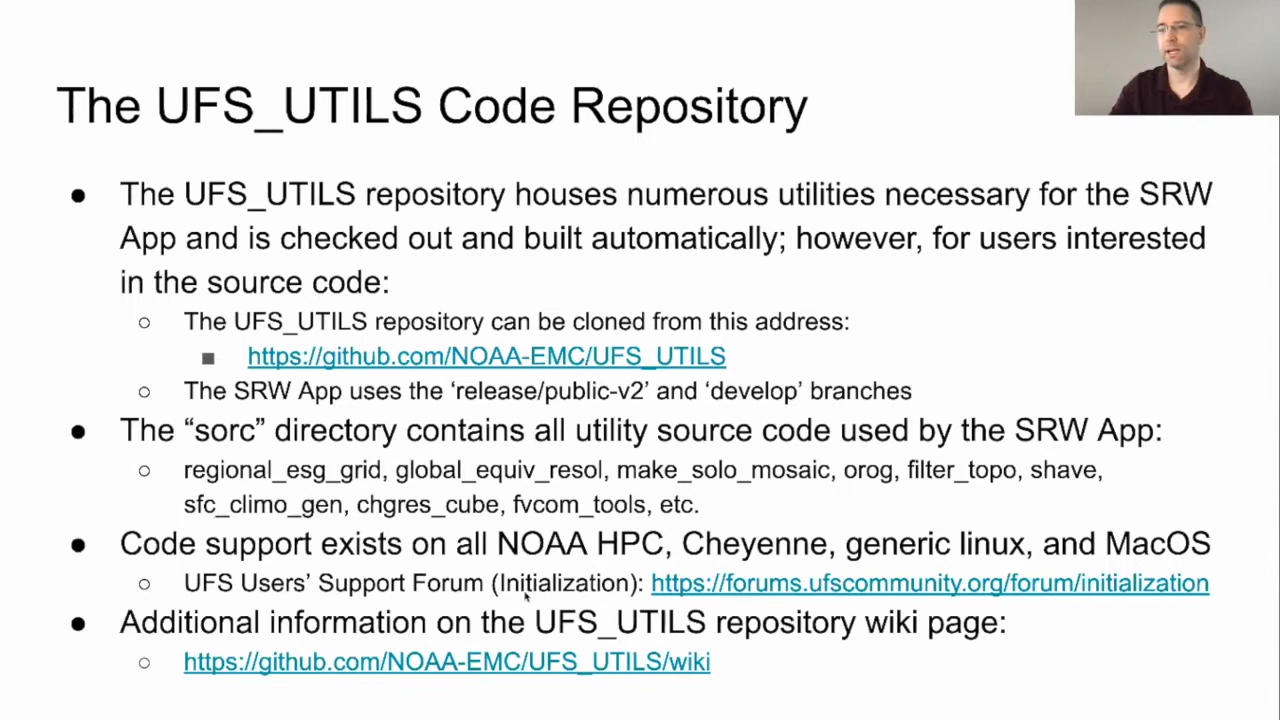 The UFS_UTILS Code Repository
● The UFS_UTILS repository houses numerous utilities necessary for the SRW
App and is checked out and built automatically; however, for users interested
in the source code:
○ The UFS_UTILS repository can be cloned from this address:
■ https://github.com/NOAA-EMC/UFS_UTILS
○ The SRW App uses the ‘release/public-v2’ and ‘develop’ branches
● The “sorc” directory contains all utility source code used by the SRW App:
○ regional_esg_grid, global_equiv_resol, make_solo_mosaic, orog, filter_topo, shave,
sfc_climo_gen, chgres_cube, fvcom_tools, etc.
● Code support exists on all NOAA HPC, Cheyenne, generic linux, and MacOS
○ UFS Users’ Support Forum (Initialization): https://forums.ufscommunity.org/forum/initialization
● Additional information on the UFS_UTILS repository wiki page:
○ https://github.com/NOAA-EMC/UFS_UTILS/wiki